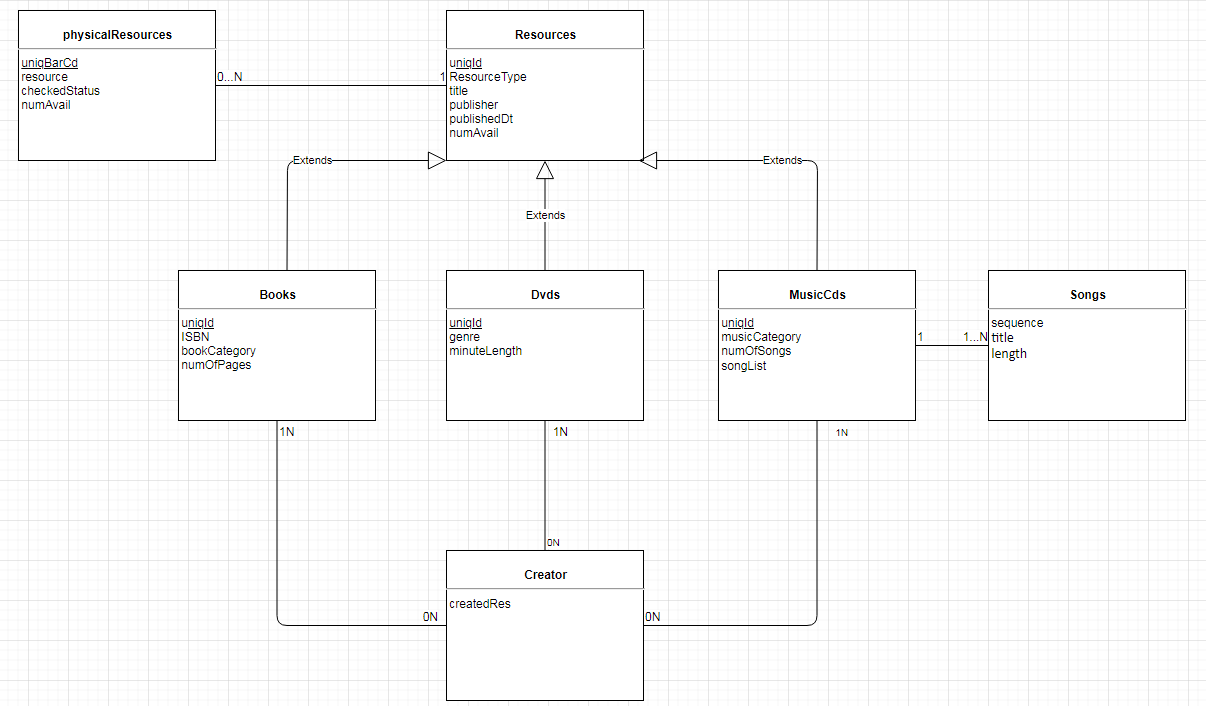 physicalResources
uniqBarCd
resource
checkedStatus
numAvail
0...N
1
Resources
uniqId
ResourceType
title
publisher
publishedDt
numAvail
Extends
Extends
Extends
Books
uniqId
ISBN
bookCategory
numOfPages
Dvds
uniqId
genre
minuteLength
MusicCds
uniqId
musicCategory
numOfSongs
songList
1
1...N
Songs
sequence
title
length
1N
1N
1N
0N
0N
0N
Creator
createdRes